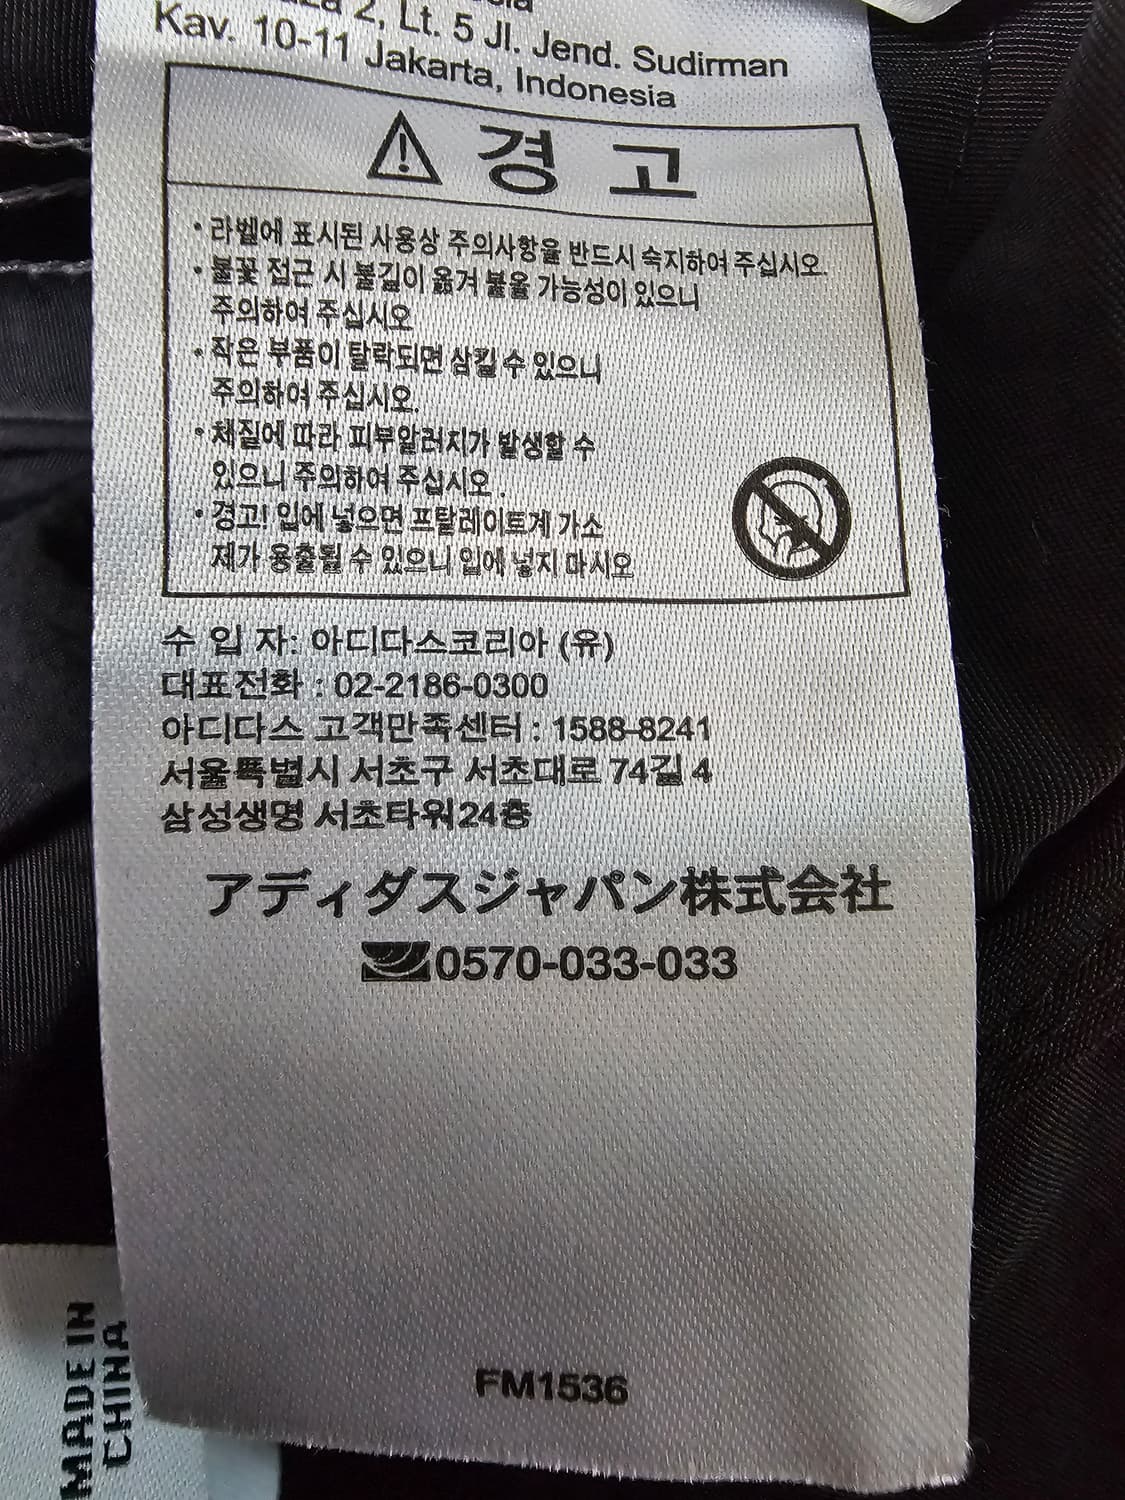 2, Lt. 5 Jl. Jend. Sudirman
Kav. 10-11 Jakarta, Indonesia
경 고
• 라벨에 표시된 사용상 주의사항을 반드시 숙지하여 주십시오.
• 불꽃 접근 시 불길이 옮겨 붙을 가능성이 있으니
주의하여 주십시오
• 작은 부품이 탈락되면 삼킬 수 있으니
주의하여 주십시오.
• 체질에 따라 피부알러지가 발생할 수
있으니 주의하여 주십시오.
• 경고! 입에 넣으면 프탈레이트계 가소
제가 용출될 수 있으니 입에 넣지 마시오
수 입 자: 아디다스코리아 (유)
대표전화 : 02-2186-0300
아디다스 고객만족센터 : 1588-8241
서울특별시 서초구 서초대로 74길 4
삼성생명 서초타워24층
アディダスジャパン株式会社
0570-033-033
FM1536
MADE IN
CHINA